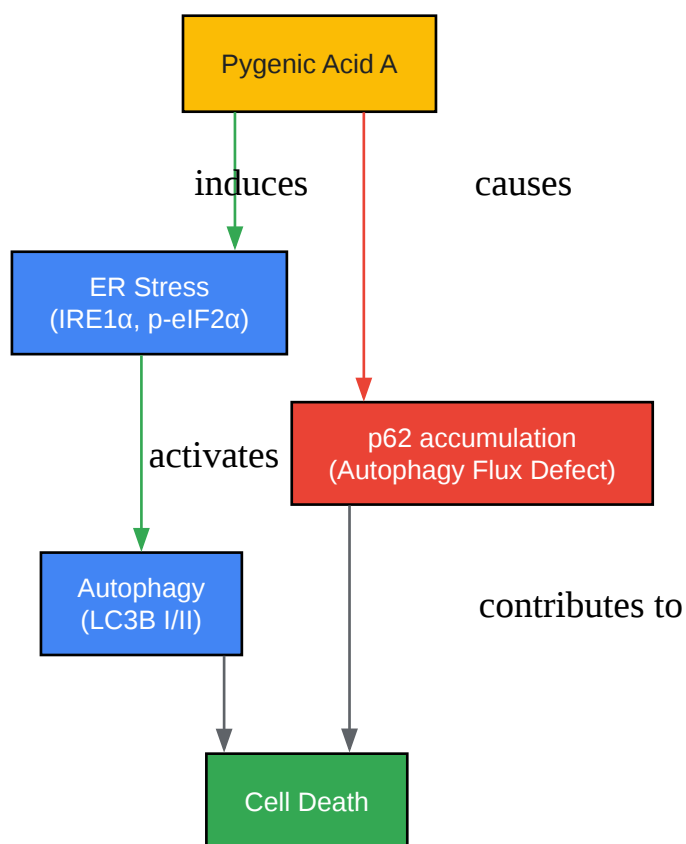 Pygenic Acid A
induces
causes
ER Stress
(IRE1α, p-eIF2α)
p62 accumulation
(Autophagy Flux Defect)
activates
Autophagy
(LC3B I/II)
contributes to
Cell Death